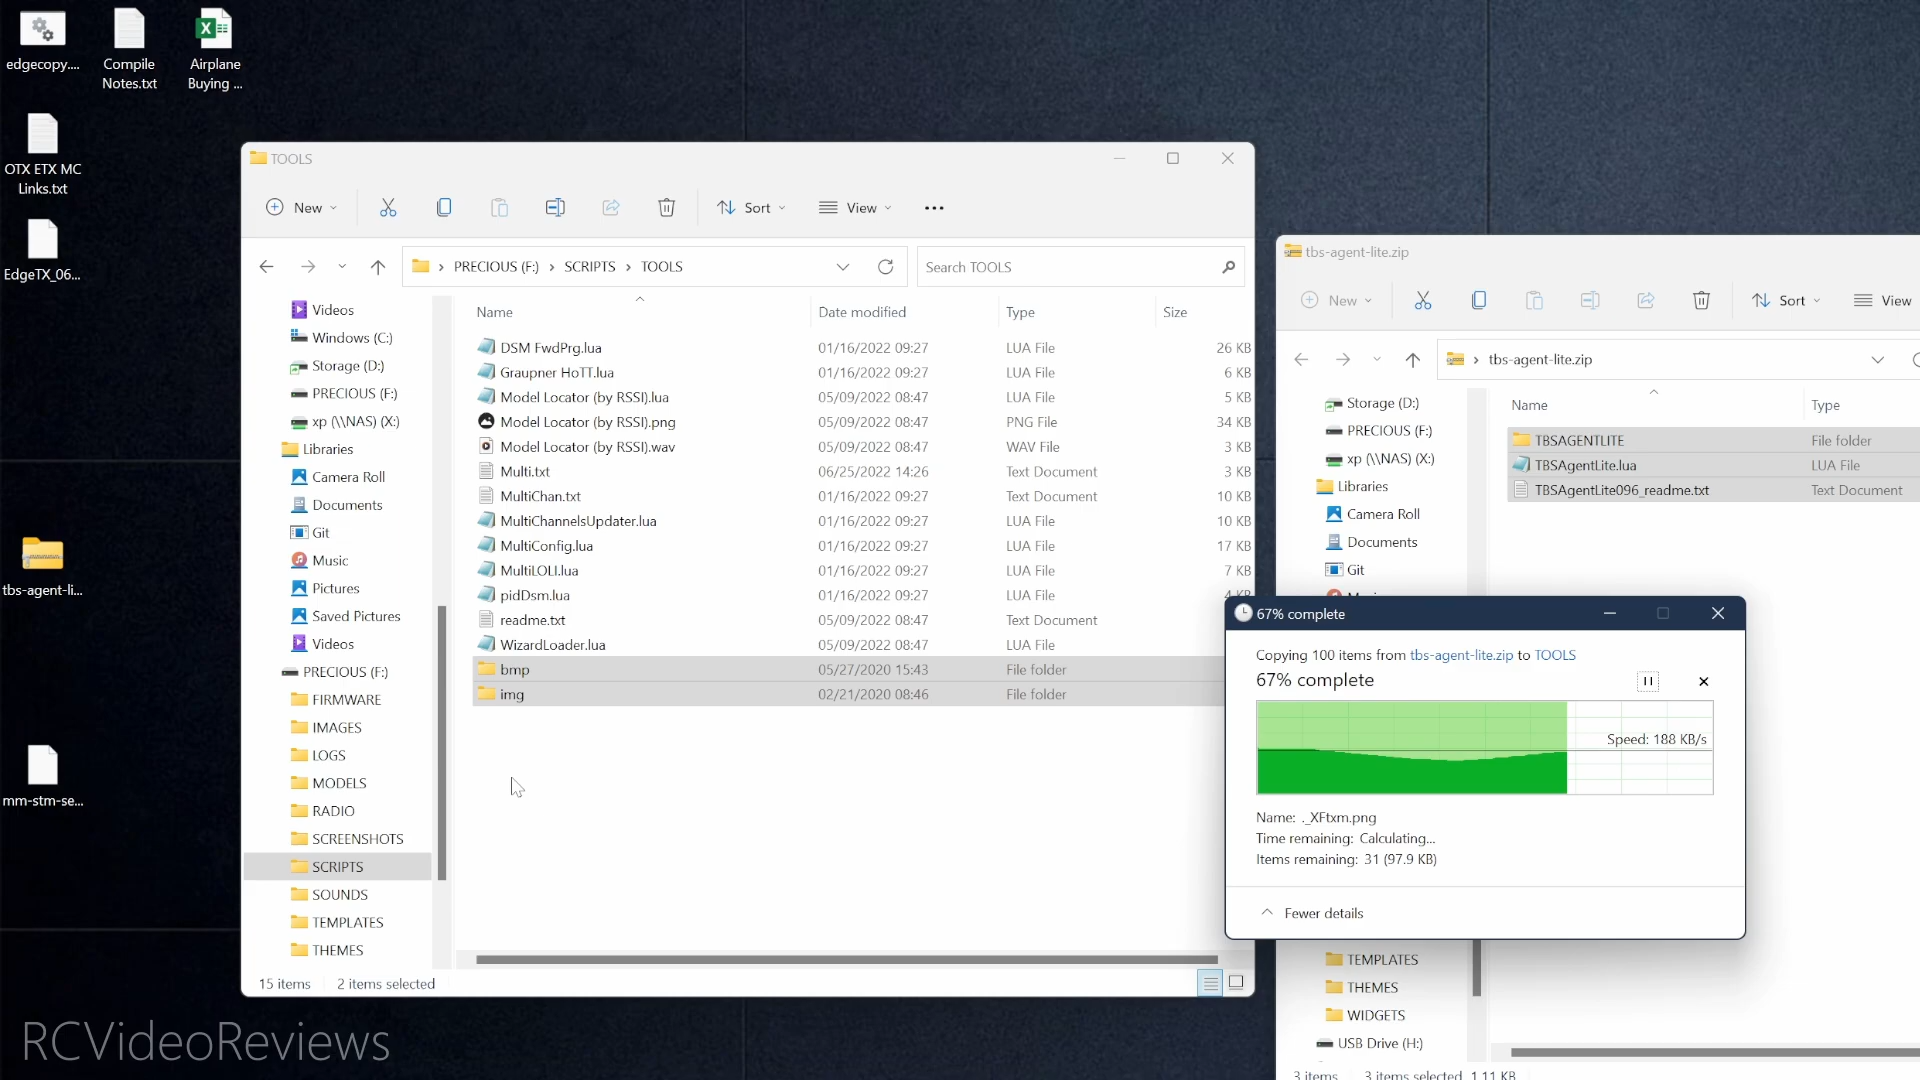 edgecopy....
Compile
Notes.txt
Airplane
Buying ...
OTX ETX MC
Links.txt
EdgeTX_06...
tbs-agent-li...
mm-stm-se...
TOOLS
New
Sort
View
PRECIOUS (F:) › SCRIPTS › TOOLS
Search TOOLS
Videos
Windows (C:)
Storage (D:)
PRECIOUS (F:)
xp (\\NAS) (X:)
Libraries
Camera Roll
Documents
Git
Music
Pictures
Saved Pictures
Videos
PRECIOUS (F:)
FIRMWARE
IMAGES
LOGS
MODELS
RADIO
SCREENSHOTS
SCRIPTS
SOUNDS
TEMPLATES
THEMES
Name Date modified Type Size
DSM FwdPrg.lua 01/16/2022 09:27 LUA File 26 KB
Graupner HoTT.lua 01/16/2022 09:27 LUA File 6 KB
Model Locator (by RSSI).lua 05/09/2022 08:47 LUA File 5 KB
Model Locator (by RSSI).png 05/09/2022 08:47 PNG File 34 KB
Model Locator (by RSSI).wav 05/09/2022 08:47 WAV File 3 KB
Multi.txt 06/25/2022 14:26 Text Document 3 KB
MultiChan.txt 01/16/2022 09:27 Text Document 10 KB
MultiChannelsUpdater.lua 01/16/2022 09:27 LUA File 10 KB
MultiConfig.lua 01/16/2022 09:27 LUA File 17 KB
MultiLOLI.lua 01/16/2022 09:27 LUA File 7 KB
pidDsm.lua 01/16/2022 09:27 LUA File 4 KB
readme.txt 05/09/2022 08:47 Text Document
WizardLoader.lua 05/09/2022 08:47 LUA File
bmp 05/27/2020 15:43 File folder
img 02/21/2020 08:46 File folder
15 items 2 items selected
tbs-agent-lite.zip
New
Sort
View
› tbs-agent-lite.zip
Storage (D:)
PRECIOUS (F:)
xp (\\NAS) (X:)
Libraries
Camera Roll
Documents
Git
Name Type
TBSAGENTLITE File folder
TBSAgentLite.lua LUA File
TBSAgentLite096_readme.txt Text Document
67% complete
Copying 100 items from tbs-agent-lite.zip to TOOLS
67% complete
Speed: 188 KB/s
Name: ._XFtxm.png
Time remaining: Calculating...
Items remaining: 31 (97.9 KB)
Fewer details
TEMPLATES
THEMES
WIDGETS
USB Drive (H:)
3 items 3 items selected 1.11 KB
RCVideoReviews